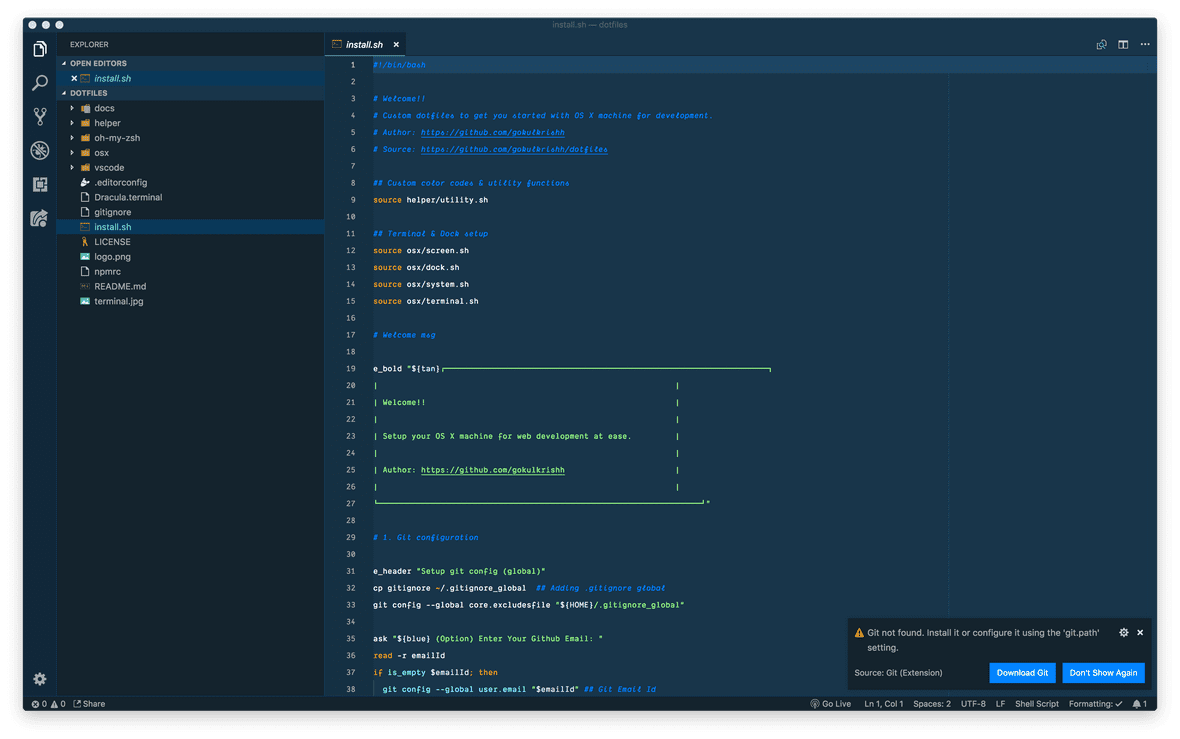 install.sh — dotfiles
EXPLORER
OPEN EDITORS
install.sh
DOTFILES
docs
helper
oh-my-zsh
osx
vscode
.editorconfig
Dracula.terminal
gitignore
install.sh
LICENSE
logo.png
npmrc
README.md
terminal.jpg
install.sh
1 #!/bin/bash
2
3 # Welcome!!
4 # Custom dotfiles to get you started with OS X machine for development.
5 # Author: https://github.com/gokulkrishh
6 # Source: https://github.com/gokulkrishh/dotfiles
7
8 ## Custom color codes & utility functions
9 source helper/utility.sh
10
11 ## Terminal & Dock setup
12 source osx/screen.sh
13 source osx/dock.sh
14 source osx/system.sh
15 source osx/terminal.sh
16
17 # Welcome msg
18
19 e_bold "${tan}
20 | |
21 | Welcome!! |
22 | |
23 | Setup your OS X machine for web development at ease. |
24 | |
25 | Author: https://github.com/gokulkrishh |
26 | |
27 "
28
29 # 1. Git configuration
30
31 e_header "Setup git config (global)"
32 cp gitignore ~/.gitignore_global ## Adding .gitignore global
33 git config --global core.excludesfile "${HOME}/.gitignore_global"
34
35 ask "${blue} (Option) Enter Your Github Email: "
36 read -r emailId
37 if is_empty $emailId; then
38 git config --global user.email "$emailId" ## Git Email Id
Git not found. Install it or configure it using the 'git.path'
setting.
Source: Git (Extension)
Download Git
Don't Show Again
0 0 Share
Go Live Ln 1, Col 1 Spaces: 2 UTF-8 LF Shell Script Formatting: ✓ 1